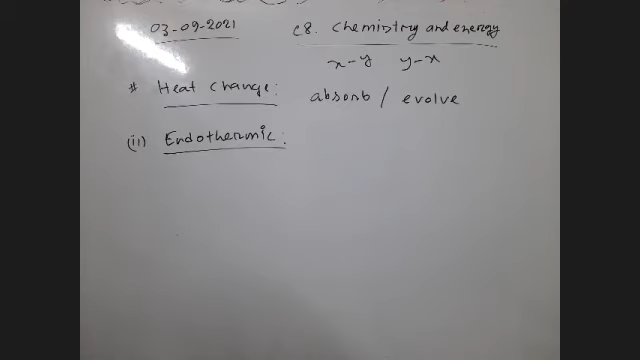 03-09-2021 C8. Chemistry and energy
x-y y-x
# Heat Change: absorb / evolve
(ii) Endothermic: